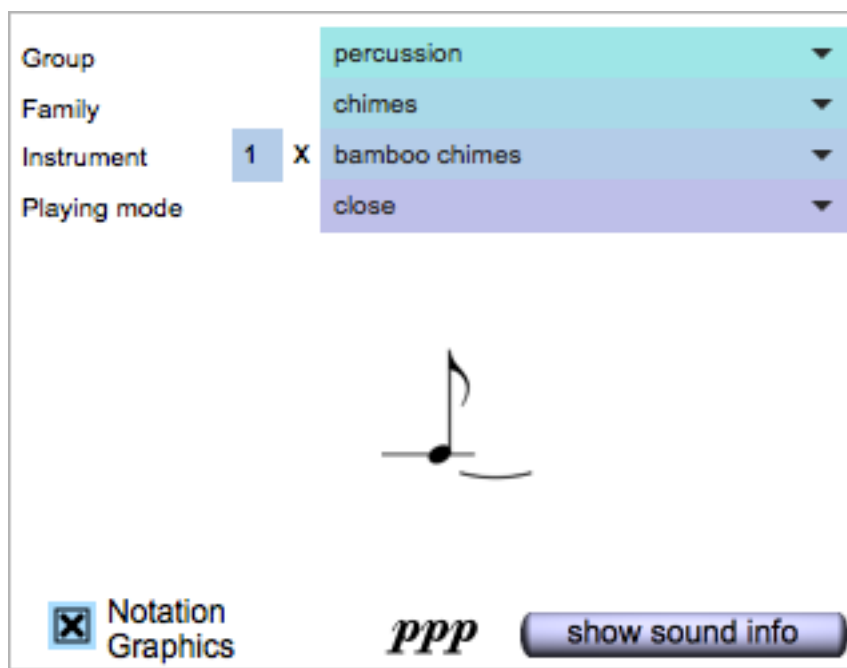 Group percussion
Family chimes
Instrument 1 X bamboo chimes
Playing mode close
Notation
Graphics
ppp
show sound info